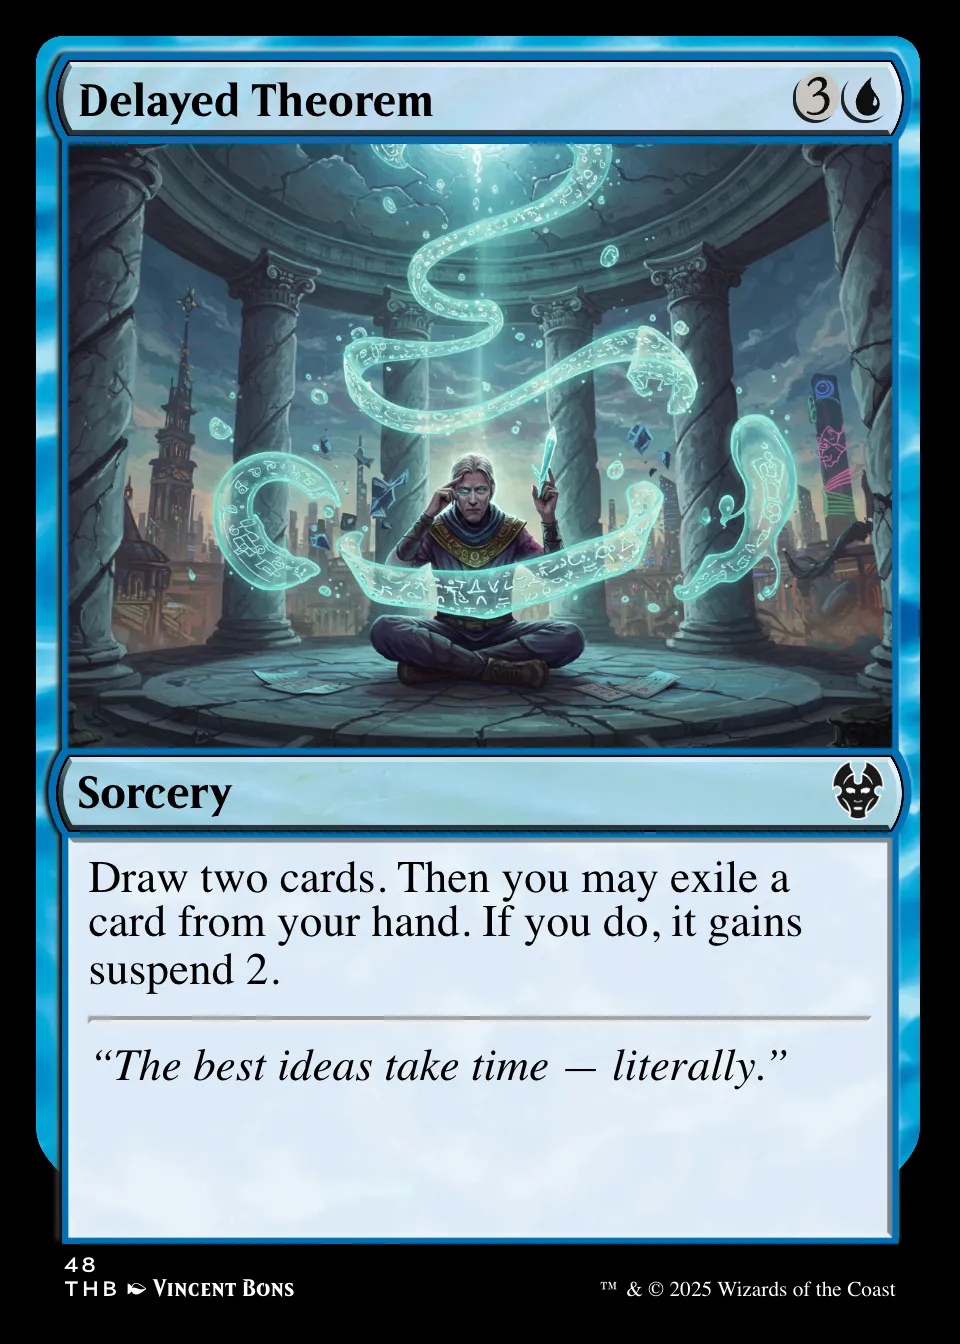 Delayed Theorem 3
Sorcery
Draw two cards. Then you may exile a
card from your hand. If you do, it gains
suspend 2.
“The best ideas take time — literally.”
48
THB VINCENT BONS
™ & © 2025 Wizards of the Coast